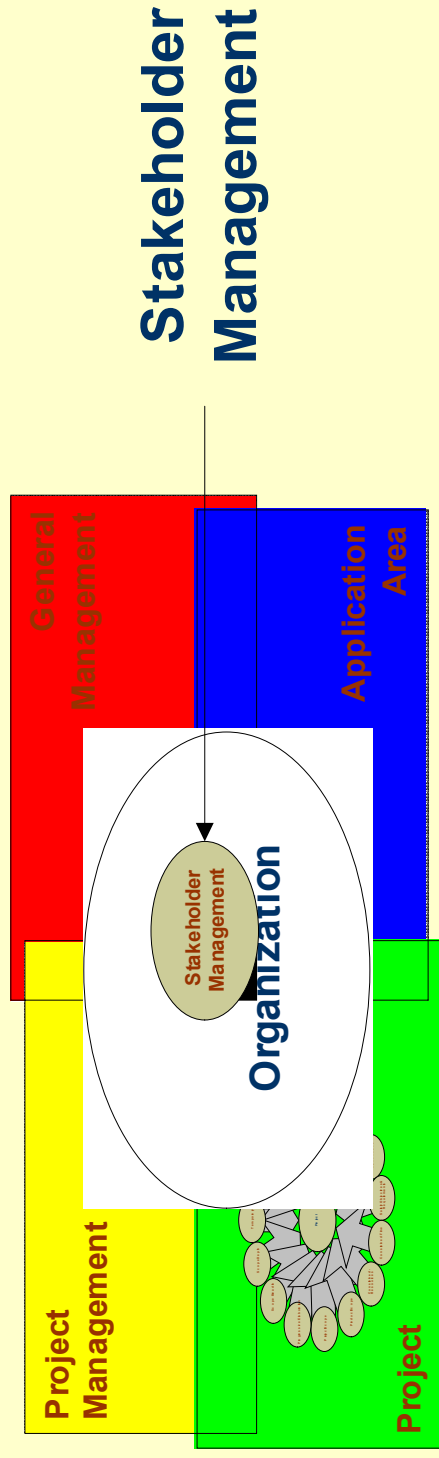 Stakeholder
Management
General
Management
Application
Area
Stakeholder
Management
Organization
Project
Management
Project